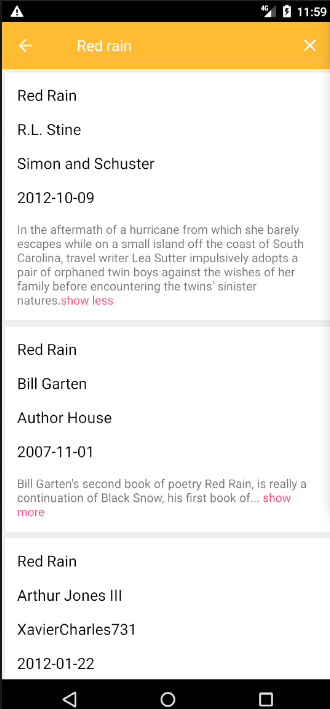 4G 11:59
Red rain
Red Rain
R.L. Stine
Simon and Schuster
2012-10-09
In the aftermath of a hurricane from which she barely
escapes while on a small island off the coast of South
Carolina, travel writer Lea Sutter impulsively adopts a
pair of orphaned twin boys against the wishes of her
family before encountering the twins' sinister
natures.show less
Red Rain
Bill Garten
Author House
2007-11-01
Bill Garten's second book of poetry Red Rain, is really a
continuation of Black Snow, his first book of... show
more
Red Rain
Arthur Jones III
XavierCharles731
2012-01-22